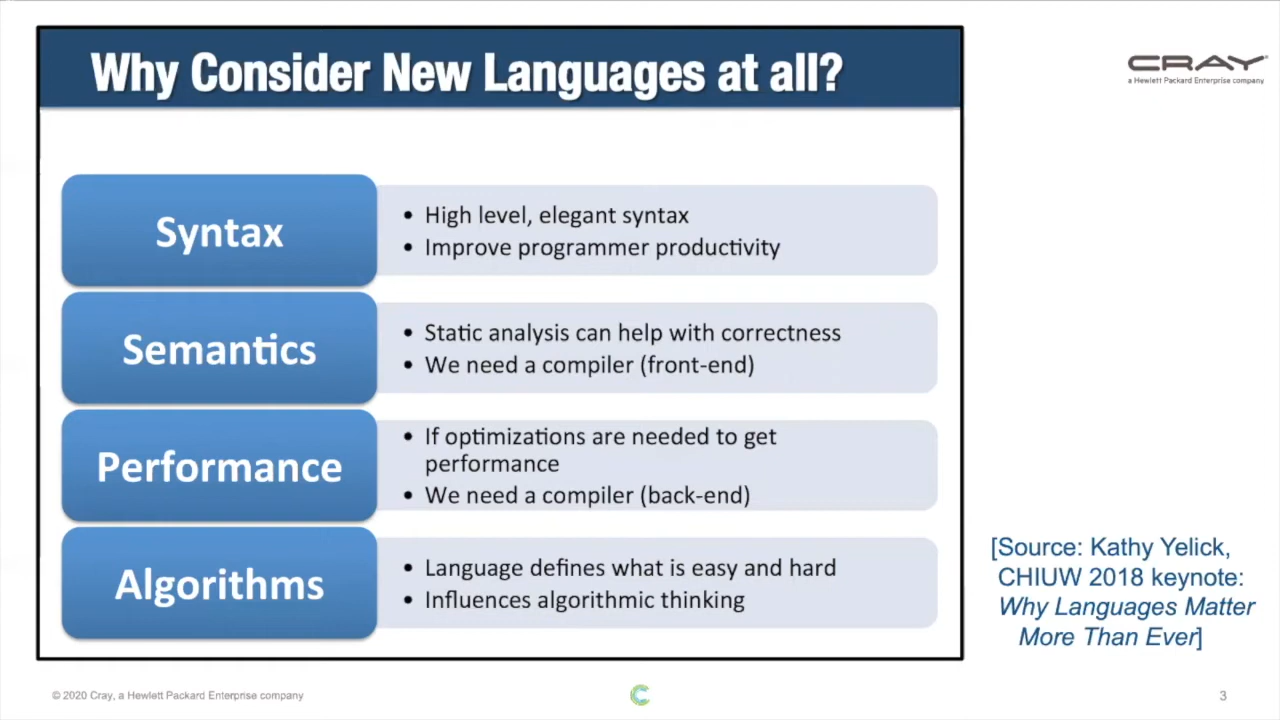 Why Consider New Languages at all?
CRAY
a Hewlett Packard Enterprise company
Syntax
• High level, elegant syntax
• Improve programmer productivity
Semantics
• Static analysis can help with correctness
• We need a compiler (front-end)
Performance
• If optimizations are needed to get
performance
• We need a compiler (back-end)
Algorithms
• Language defines what is easy and hard
• Influences algorithmic thinking
[Source: Kathy Yelick,
CHIUW 2018 keynote:
Why Languages Matter
More Than Ever]
© 2020 Cray, a Hewlett Packard Enterprise company
3